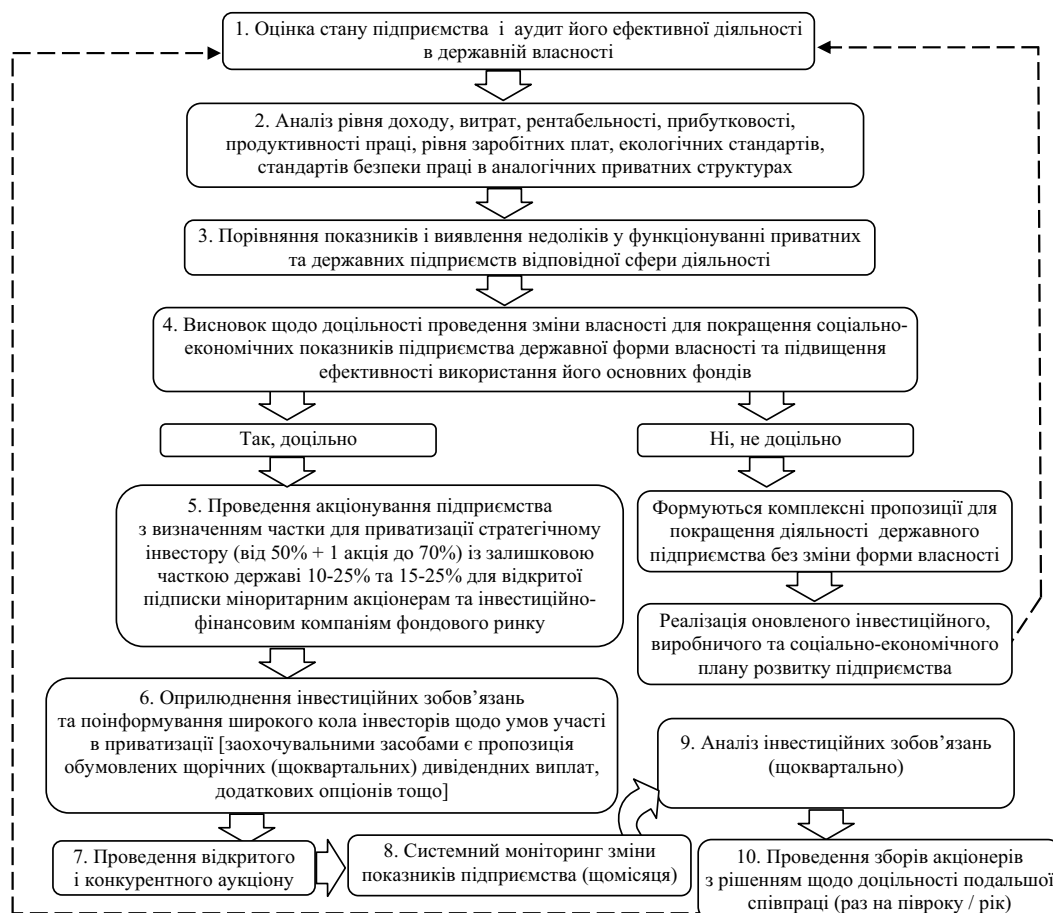 1. Оцінка стану підприємства і аудит його ефективної діяльності
в державній власності
2. Аналіз рівня доходу, витрат, рентабельності, прибутковості,
продуктивності праці, рівня заробітних плат, екологічних стандартів,
стандартів безпеки праці в аналогічних приватних структурах
3. Порівняння показників і виявлення недоліків у функціонуванні приватних
та державних підприємств відповідної сфери діяльності
4. Висновок щодо доцільності проведення зміни власності для покращення соціально-
економічних показників підприємства державної форми власності та підвищення
ефективності використання його основних фондів
Так, доцільно
Ні, не доцільно
5. Проведення акціонування підприємства
з визначенням частки для приватизації стратегічному
інвестору (від 50% + 1 акція до 70%) із залишковою
часткою державі 10-25% та 15-25% для відкритої
підписки міноритарним акціонерам та інвестиційно-
фінансовим компаніям фондового ринку
Формуються комплексні пропозиції для
покращення діяльності державного
підприємства без зміни форми власності
Реалізація оновленого інвестиційного,
виробничого та соціально-економічного
плану розвитку підприємства
6. Оприлюднення інвестиційних зобов’язань
та поінформування широкого кола інвесторів щодо умов участі
в приватизації [заохочувальними засобами є пропозиція
обумовлених щорічних (щоквартальних) дивідендних виплат,
додаткових опціонів тощо]
7. Проведення відкритого
і конкурентного аукціону
8. Системний моніторинг зміни
показників підприємства (щомісяця)
9. Аналіз інвестиційних зобов’язань
(щоквартально)
10. Проведення зборів акціонерів
з рішенням щодо доцільності подальшої
співпраці (раз на півроку / рік)